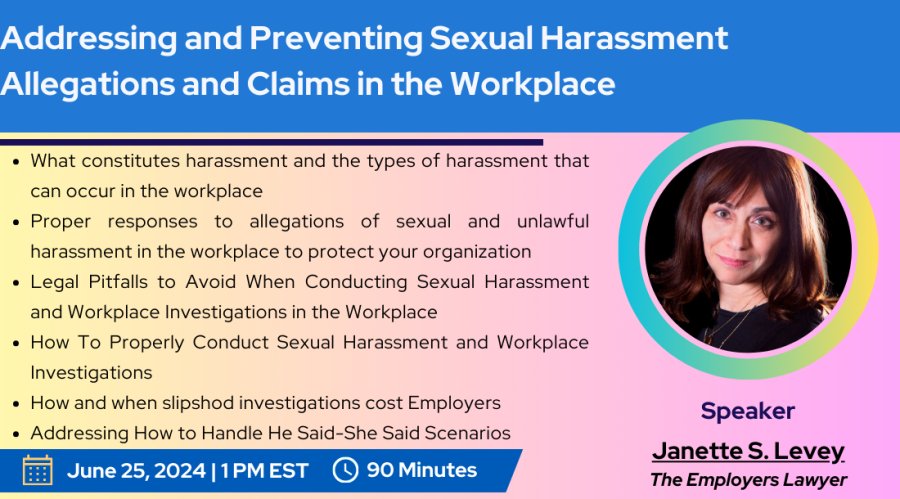 Addressing and Preventing Sexual Harassment
Allegations and Claims in the Workplace
• What constitutes harassment and the types of harassment that
can occur in the workplace
• Proper responses to allegations of sexual and unlawful
harassment in the workplace to protect your organization
• Legal Pitfalls to Avoid When Conducting Sexual Harassment
and Workplace Investigations in the Workplace
• How To Properly Conduct Sexual Harassment and Workplace
Investigations
• How and when slipshod investigations cost Employers
• Addressing How to Handle He Said-She Said Scenarios
June 25, 2024 | 1 PM EST
90 Minutes
Speaker
Janette S. Levey
The Employers Lawyer